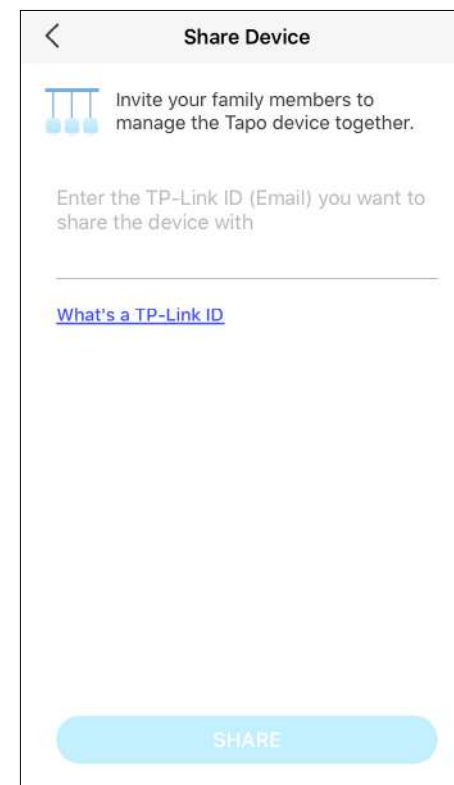 Share Device
Invite your family members to
manage the Tapo device together.
Enter the TP-Link ID (Email) you want to
share the device with
What's a TP-Link ID
SHARE